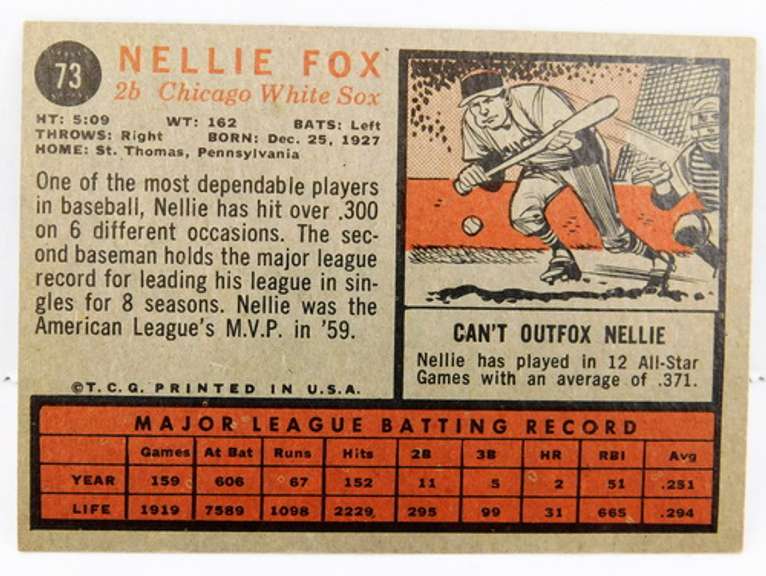 73
NELLIE FOX
2b Chicago White Sox
HT: 5:09 WT: 162 BATS: Left
THROWS: Right BORN: Dec. 25, 1927
HOME: St. Thomas, Pennsylvania
One of the most dependable players
in baseball, Nellie has hit over .300
on 6 different occasions. The sec-
ond baseman holds the major league
record for leading his league in sin-
gles for 8 seasons. Nellie was the
American League's M.V.P. in '59.
©T.C.G. PRINTED IN U.S.A.
CAN'T OUTFOX NELLIE
Nellie has played in 12 All-Star
Games with an average of .371.
MAJOR LEAGUE BATTING RECORD
Games At Bat Runs Hits 2B 3B HR RBI Avg
YEAR 159 606 67 152 11 5 2 51 .251
LIFE 1919 7589 1098 2229 295 99 31 665 .294